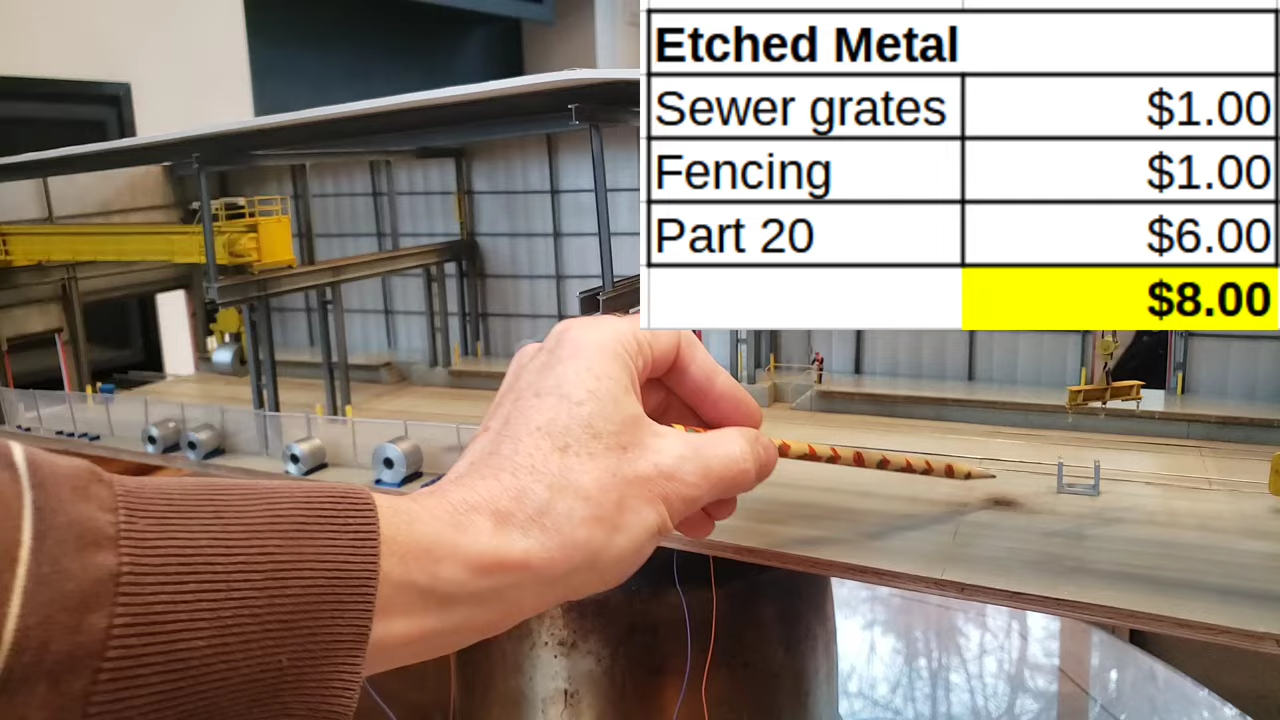 Etched Metal
Sewer grates $1.00
Fencing $1.00
Part 20 $6.00
$8.00